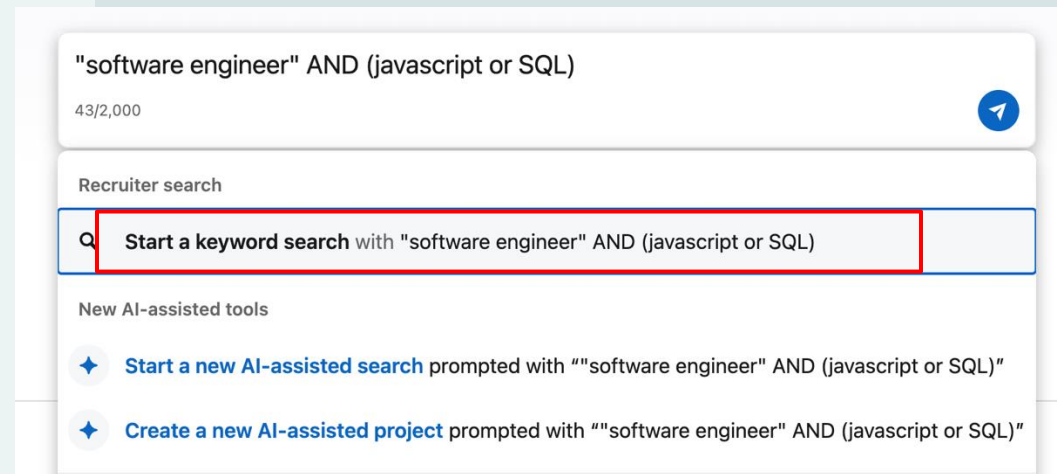 "software engineer" AND (javascript or SQL)
43/2,000
Recruiter search
Start a keyword search with "software engineer" AND (javascript or SQL)
New AI-assisted tools
Start a new AI-assisted search prompted with “"software engineer" AND (javascript or SQL)”
Create a new AI-assisted project prompted with “"software engineer" AND (javascript or SQL)”